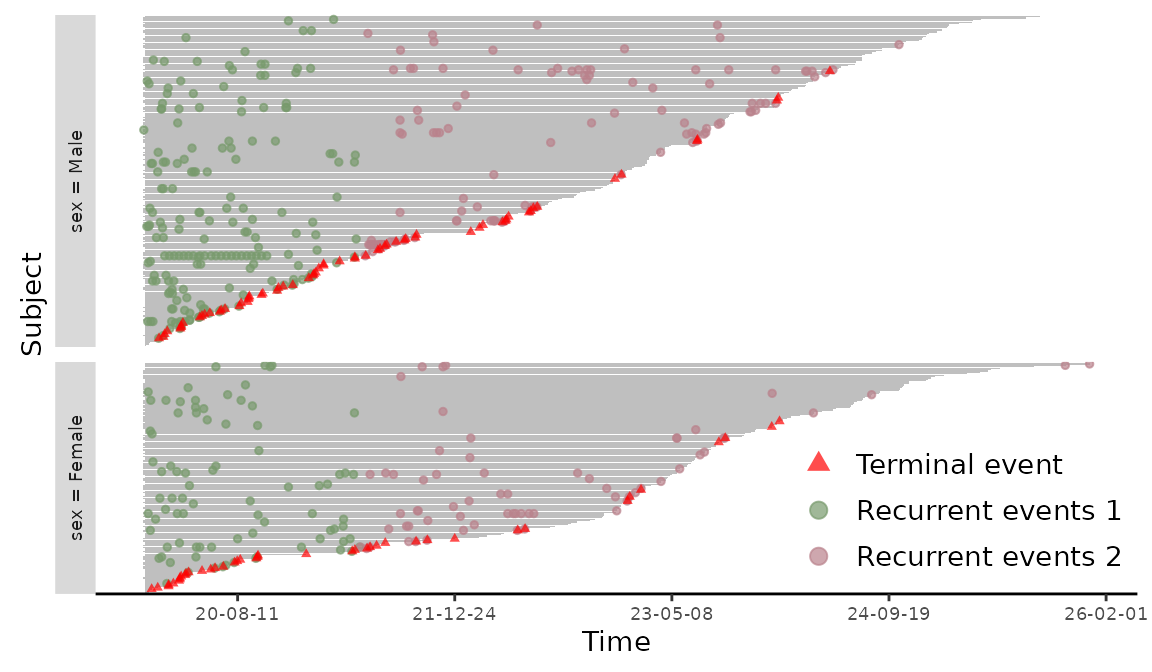 sex = Male
sex = Female
Subject
Terminal event
Recurrent events 1
Recurrent events 2
20-08-11 21-12-24 23-05-08 24-09-19 26-02-01
Time